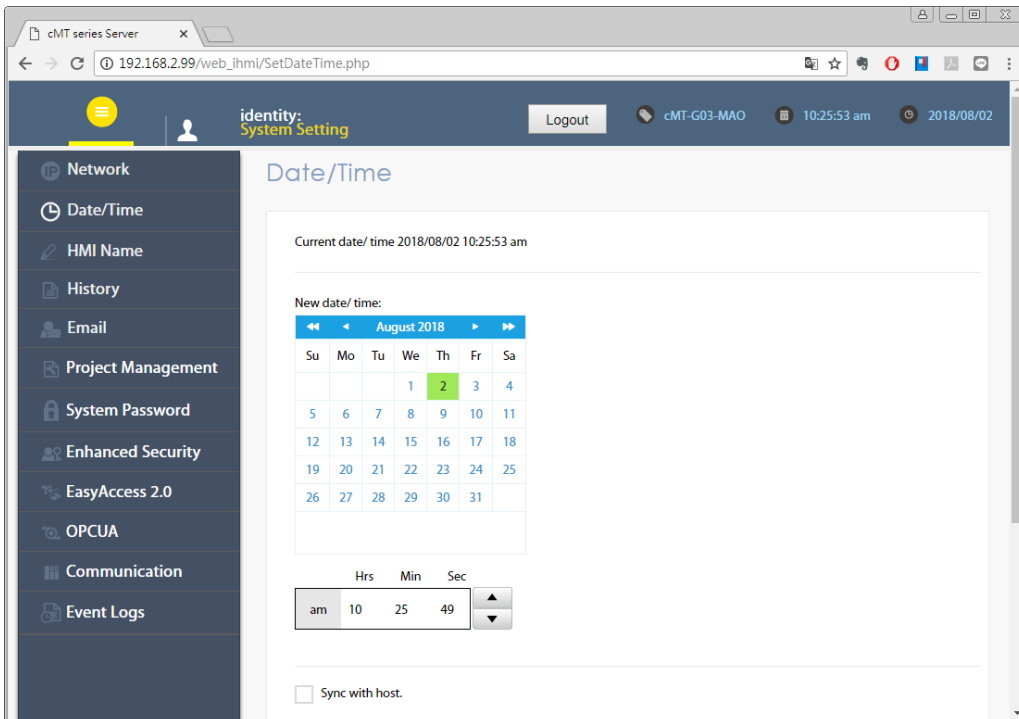 cMT series Server
192.168.2.99/web_ihmi/SetDateTime.php
identity:
System Setting
Logout
cMT-G03-MAO
10:25:53 am
2018/08/02
Network
Date/Time
HMI Name
History
Email
Project Management
System Password
Enhanced Security
EasyAccess 2.0
OPCUA
Communication
Event Logs
Date/Time
Current date/ time 2018/08/02 10:25:53 am
New date/ time:
August 2018
Su Mo Tu We Th Fr Sa
1 2 3 4
5 6 7 8 9 10 11
12 13 14 15 16 17 18
19 20 21 22 23 24 25
26 27 28 29 30 31
Hrs Min Sec
am 10 25 49
Sync with host.